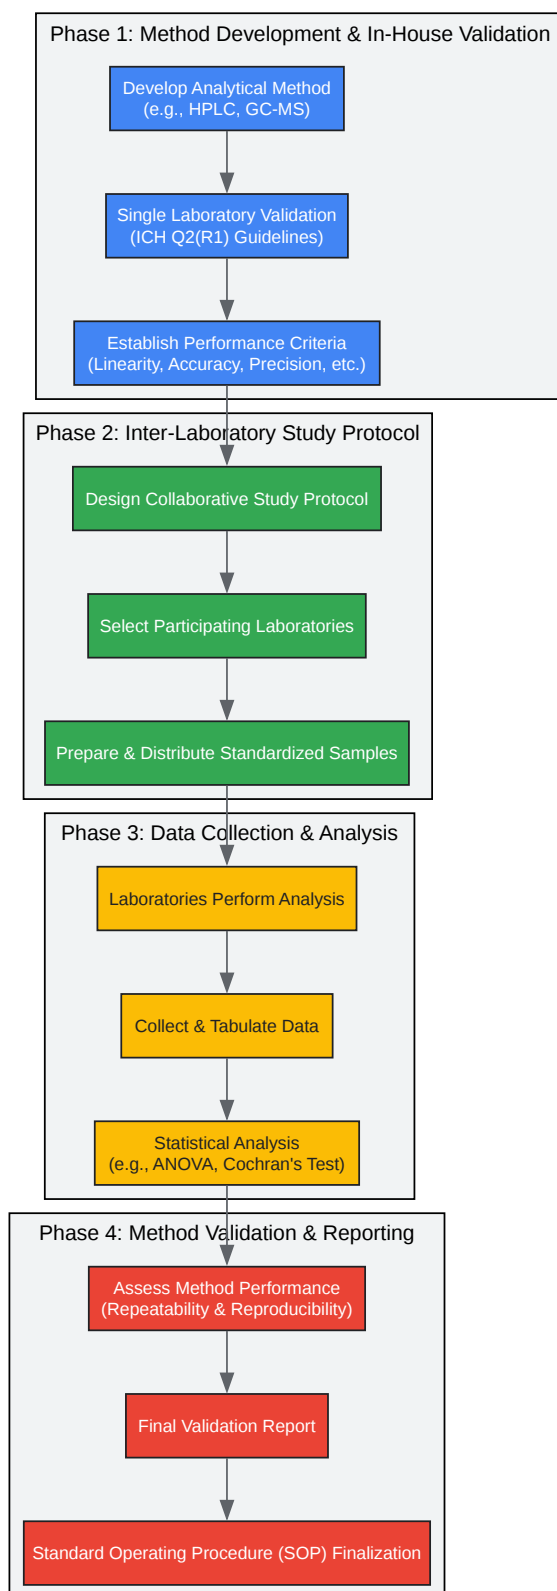 Phase 1: Method Development & In-House Validation
Develop Analytical Method
(e.g., HPLC, GC-MS)
Single Laboratory Validation
(ICH Q2(R1) Guidelines)
Establish Performance Criteria
(Linearity, Accuracy, Precision, etc.)
Phase 2: Inter-Laboratory Study Protocol
Design Collaborative Study Protocol
Select Participating Laboratories
Prepare & Distribute Standardized Samples
Phase 3: Data Collection & Analysis
Laboratories Perform Analysis
Collect & Tabulate Data
Statistical Analysis
(e.g., ANOVA, Cochran's Test)
Phase 4: Method Validation & Reporting
Assess Method Performance
(Repeatability & Reproducibility)
Final Validation Report
Standard Operating Procedure (SOP) Finalization